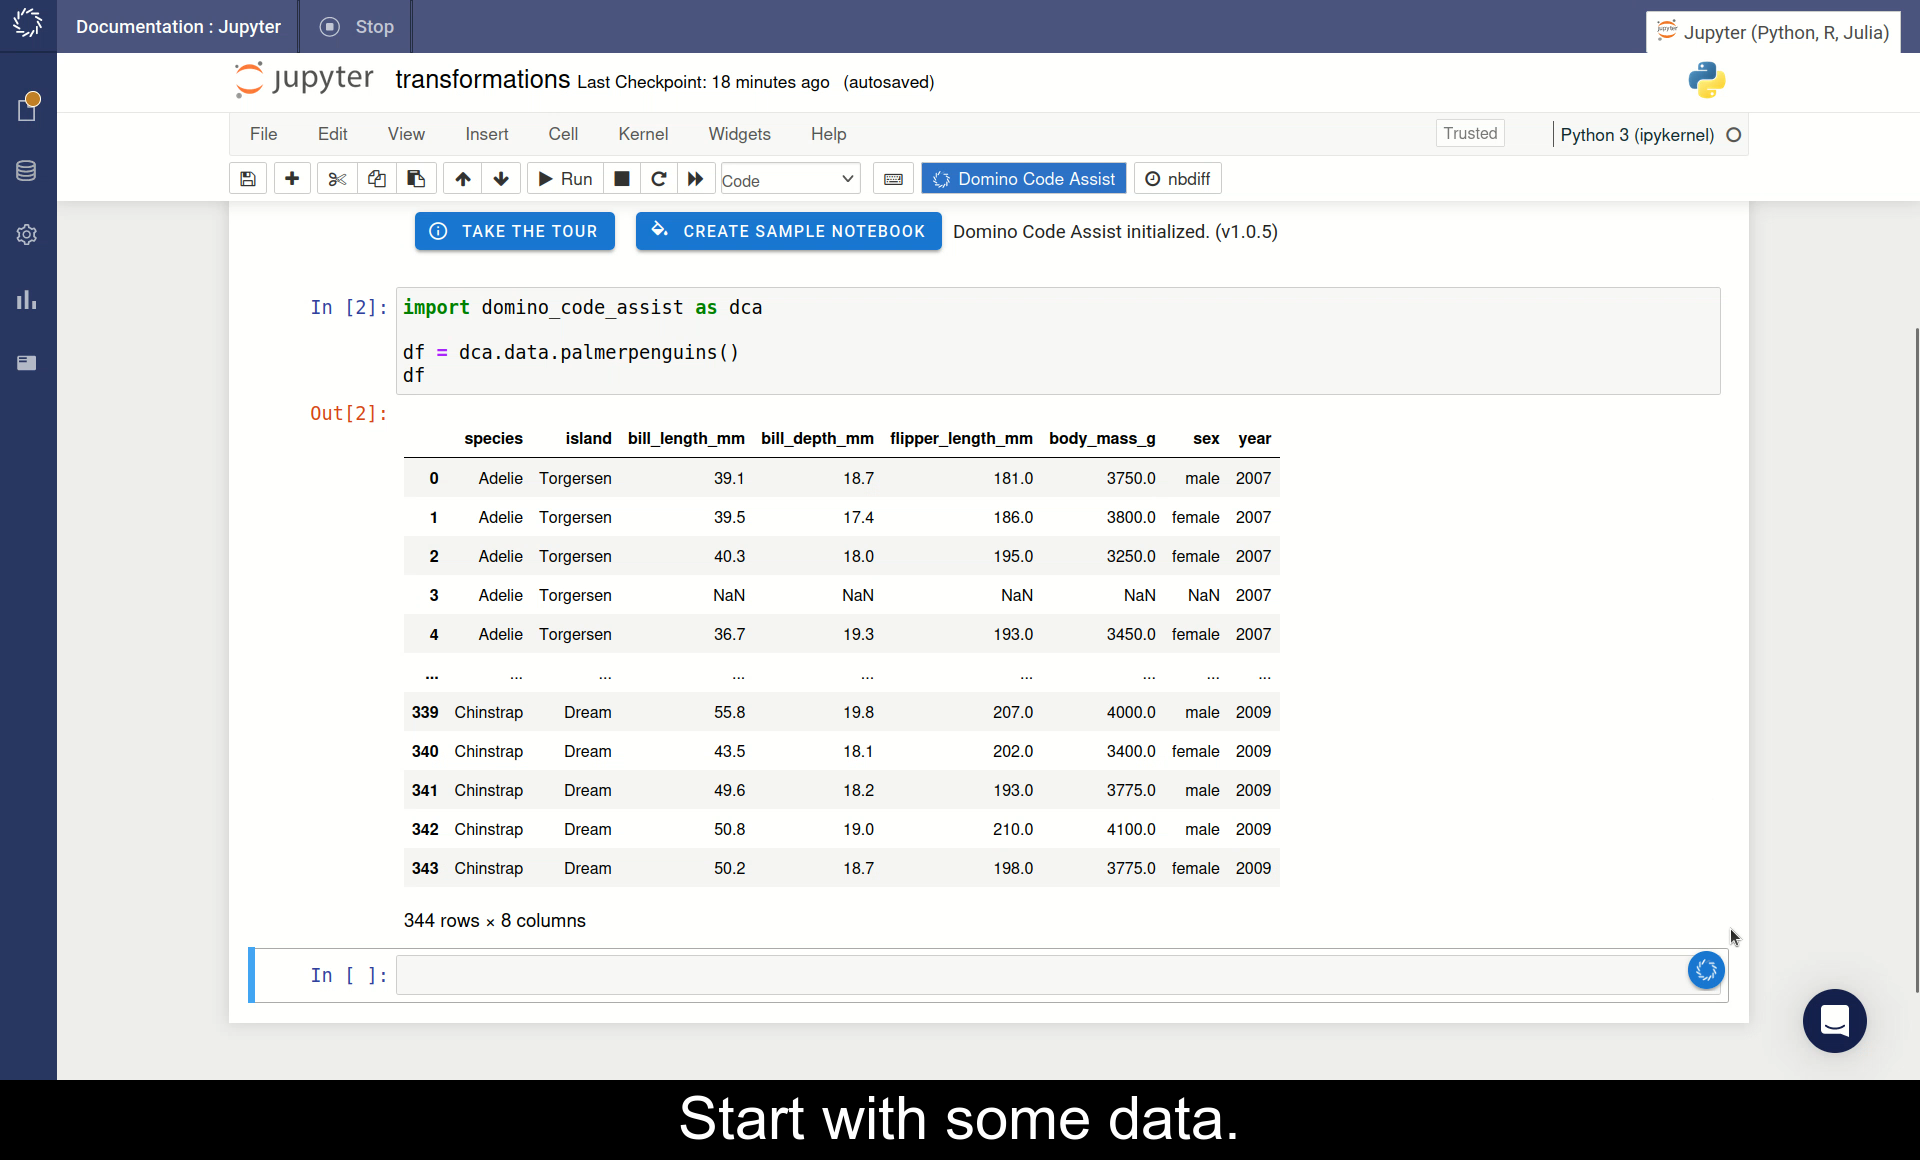 Documentation : Jupyter Stop Jupyter (Python, R, Julia)
jupyter transformations Last Checkpoint: 18 minutes ago (autosaved)
File Edit View Insert Cell Kernel Widgets Help Trusted Python 3 (ipykernel)
Run Code Domino Code Assist nbdiff
TAKE THE TOUR CREATE SAMPLE NOTEBOOK Domino Code Assist initialized. (v1.0.5)
In [2]: import domino_code_assist as dca
df = dca.data.palmerpenguins()
df
Out[2]:
species island bill_length_mm bill_depth_mm flipper_length_mm body_mass_g sex year
0 Adelie Torgersen 39.1 18.7 181.0 3750.0 male 2007
1 Adelie Torgersen 39.5 17.4 186.0 3800.0 female 2007
2 Adelie Torgersen 40.3 18.0 195.0 3250.0 female 2007
3 Adelie Torgersen NaN NaN NaN NaN NaN 2007
4 Adelie Torgersen 36.7 19.3 193.0 3450.0 female 2007
... ... ... ... ... ... ... ... ...
339 Chinstrap Dream 55.8 19.8 207.0 4000.0 male 2009
340 Chinstrap Dream 43.5 18.1 202.0 3400.0 female 2009
341 Chinstrap Dream 49.6 18.2 193.0 3775.0 male 2009
342 Chinstrap Dream 50.8 19.0 210.0 4100.0 male 2009
343 Chinstrap Dream 50.2 18.7 198.0 3775.0 female 2009
344 rows × 8 columns
In [ ]:
Start with some data.